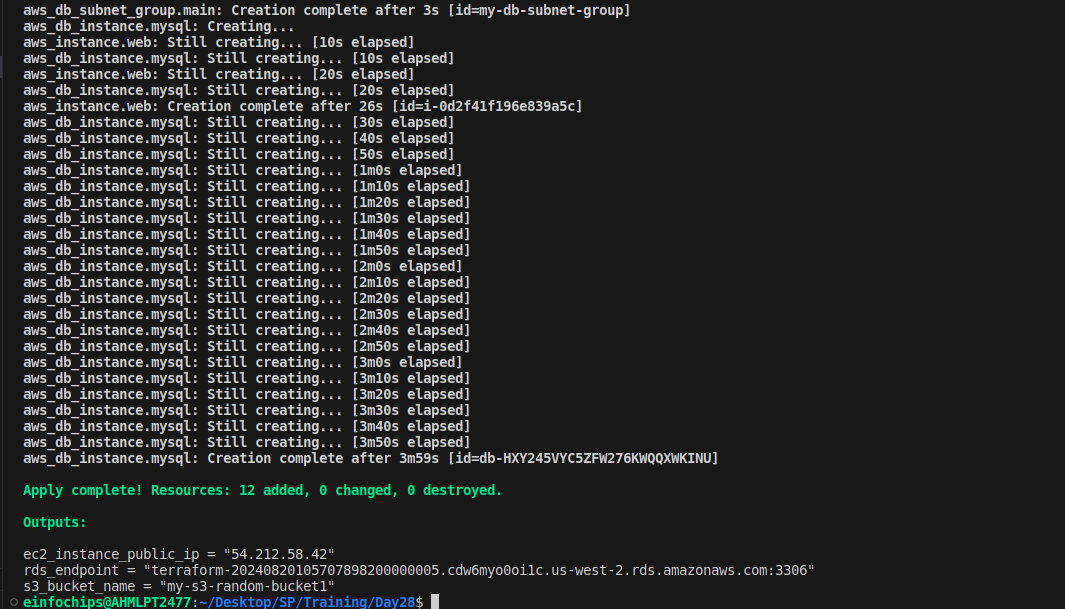 aws_db_subnet_group.main: Creation complete after 3s [id=my-db-subnet-group]
aws_db_instance.mysql: Creating...
aws_instance.web: Still creating... [10s elapsed]
aws_db_instance.mysql: Still creating... [10s elapsed]
aws_instance.web: Still creating... [20s elapsed]
aws_db_instance.mysql: Still creating... [20s elapsed]
aws_instance.web: Creation complete after 26s [id=i-0d2f41f196e839a5c]
aws_db_instance.mysql: Still creating... [30s elapsed]
aws_db_instance.mysql: Still creating... [40s elapsed]
aws_db_instance.mysql: Still creating... [50s elapsed]
aws_db_instance.mysql: Still creating... [1m0s elapsed]
aws_db_instance.mysql: Still creating... [1m10s elapsed]
aws_db_instance.mysql: Still creating... [1m20s elapsed]
aws_db_instance.mysql: Still creating... [1m30s elapsed]
aws_db_instance.mysql: Still creating... [1m40s elapsed]
aws_db_instance.mysql: Still creating... [1m50s elapsed]
aws_db_instance.mysql: Still creating... [2m0s elapsed]
aws_db_instance.mysql: Still creating... [2m10s elapsed]
aws_db_instance.mysql: Still creating... [2m20s elapsed]
aws_db_instance.mysql: Still creating... [2m30s elapsed]
aws_db_instance.mysql: Still creating... [2m40s elapsed]
aws_db_instance.mysql: Still creating... [2m50s elapsed]
aws_db_instance.mysql: Still creating... [3m0s elapsed]
aws_db_instance.mysql: Still creating... [3m10s elapsed]
aws_db_instance.mysql: Still creating... [3m20s elapsed]
aws_db_instance.mysql: Still creating... [3m30s elapsed]
aws_db_instance.mysql: Still creating... [3m40s elapsed]
aws_db_instance.mysql: Still creating... [3m50s elapsed]
aws_db_instance.mysql: Creation complete after 3m59s [id=db-HXY245VYC5ZFW276KWQQXWKINU]
Apply complete! Resources: 12 added, 0 changed, 0 destroyed.
Outputs:
ec2_instance_public_ip = "54.212.58.42"
rds_endpoint = "terraform-20240820105707898200000005.cdw6myo0oi1c.us-west-2.rds.amazonaws.com:3306"
s3_bucket_name = "my-s3-random-bucket1"
einfochips@AHMLPT2477:~/Desktop/SP/Training/Day28$